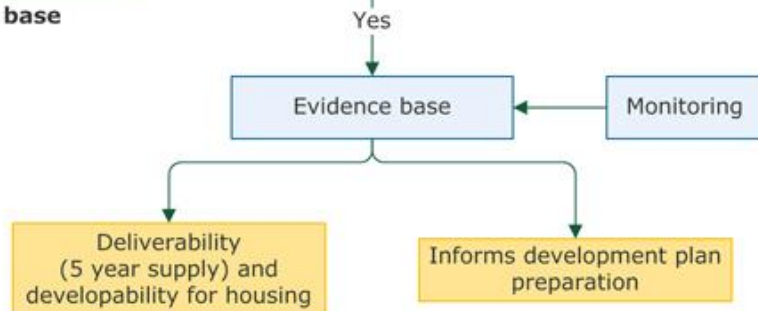 base
Yes
Evidence base
Monitoring
Deliverability
(5 year supply) and
developability for housing
Informs development plan
preparation